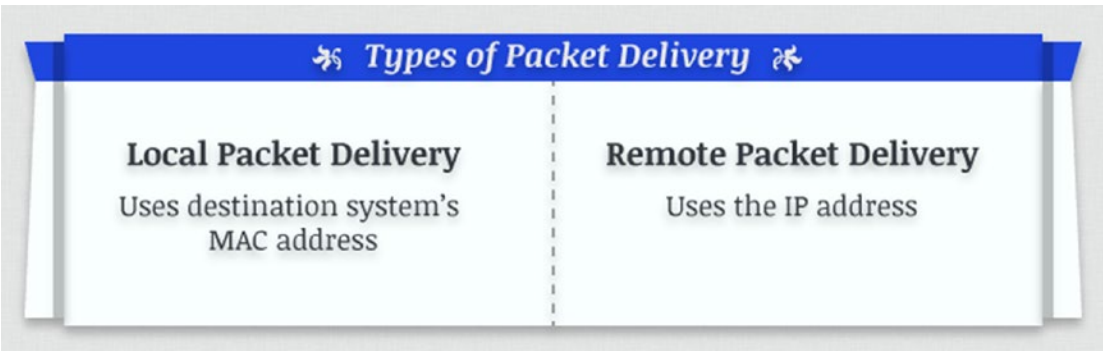 Types of Packet Delivery
Local Packet Delivery
Uses destination system’s
MAC address
Remote Packet Delivery
Uses the IP address